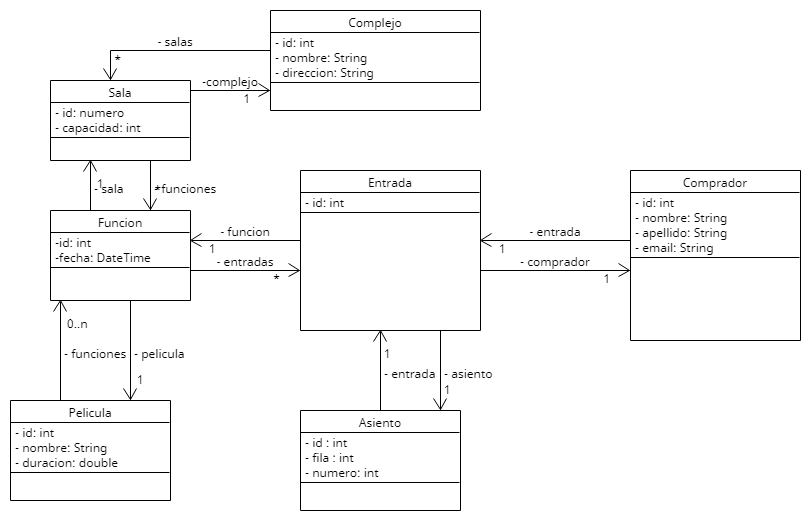 Complejo
- id: int
- nombre: String
- direccion: String
- salas
*
-complejo
1
Sala
- id: numero
- capacidad: int
1
- sala
*funciones
Funcion
-id: int
-fecha: DateTime
- funcion
1
- entradas
*
Entrada
- id: int
- entrada
1
- comprador
1
Comprador
- id: int
- nombre: String
- apellido: String
- email: String
0..n
- funciones
- pelicula
1
1
- entrada
- asiento
1
Pelicula
- id: int
- nombre: String
- duracion: double
Asiento
- id : int
- fila : int
- numero: int